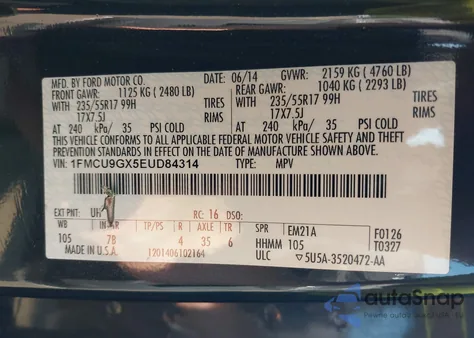 MFD. BY FORD MOTOR CO. DATE: 06/14 GVWR: 2159 KG (4760 LB)
FRONT GAWR: 1125 KG (2480 LB) REAR GAWR: 1040 KG (2293 LB)
WITH 235/55R17 99H TIRES WITH 235/55R17 99H TIRES
17X7.5J RIMS 17X7.5J RIMS
AT 240 kPa/ 35 PSI COLD AT 240 kPa/ 35 PSI COLD
THIS VEHICLE CONFORMS TO ALL APPLICABLE FEDERAL MOTOR VEHICLE SAFETY, BUMPER,
AND THEFT PREVENTION STANDARDS IN EFFECT ON THE DATE OF MANUFACTURE SHOWN ABOVE.
VIN: 1FMCU9GX5EUD84314 TYPE: MPV
EXT PNT: RC: 16 DSO:
WB TP/PS R AXLE TR SPR EM21A F0126
105 7B 4 35 6 HHMM 105 T0327
MADE IN U.S.A. 1201406102164 ULC ▽5U5A-3520472-AA
autoSnap